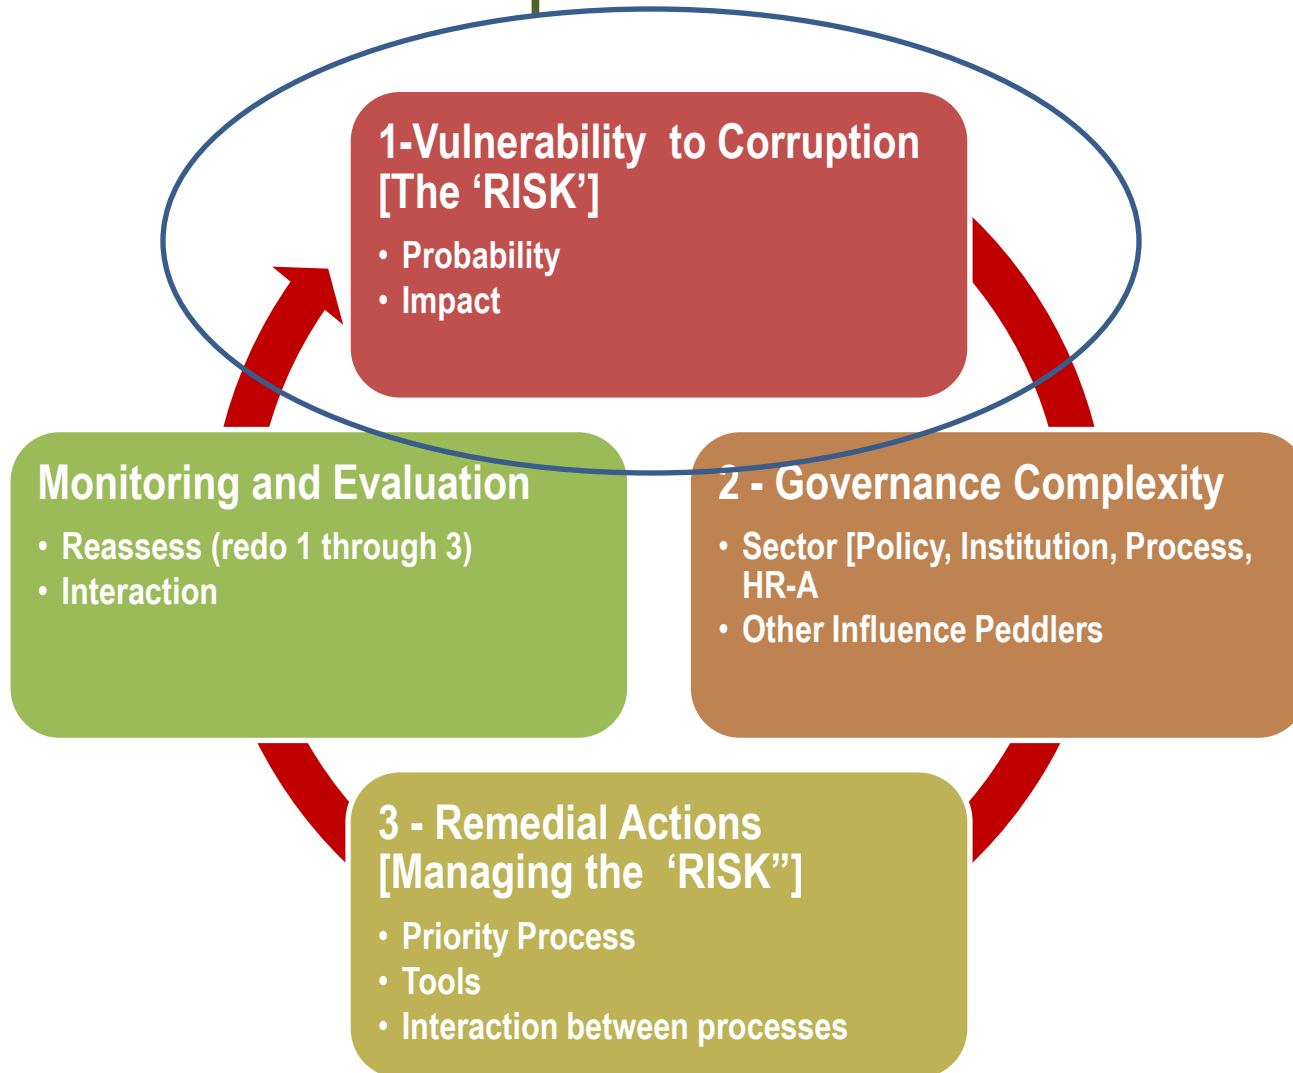 1-Vulnerability  to Corruption
[The ‘RISK’]
• Probability
• Impact
Monitoring and Evaluation
• Reassess (redo 1 through 3)
• Interaction
2 - Governance Complexity
• Sector [Policy, Institution, Process,
HR-A
• Other Influence Peddlers
3 - Remedial Actions
[Managing the  ‘RISK”]
• Priority Process
• Tools
• Interaction between processes